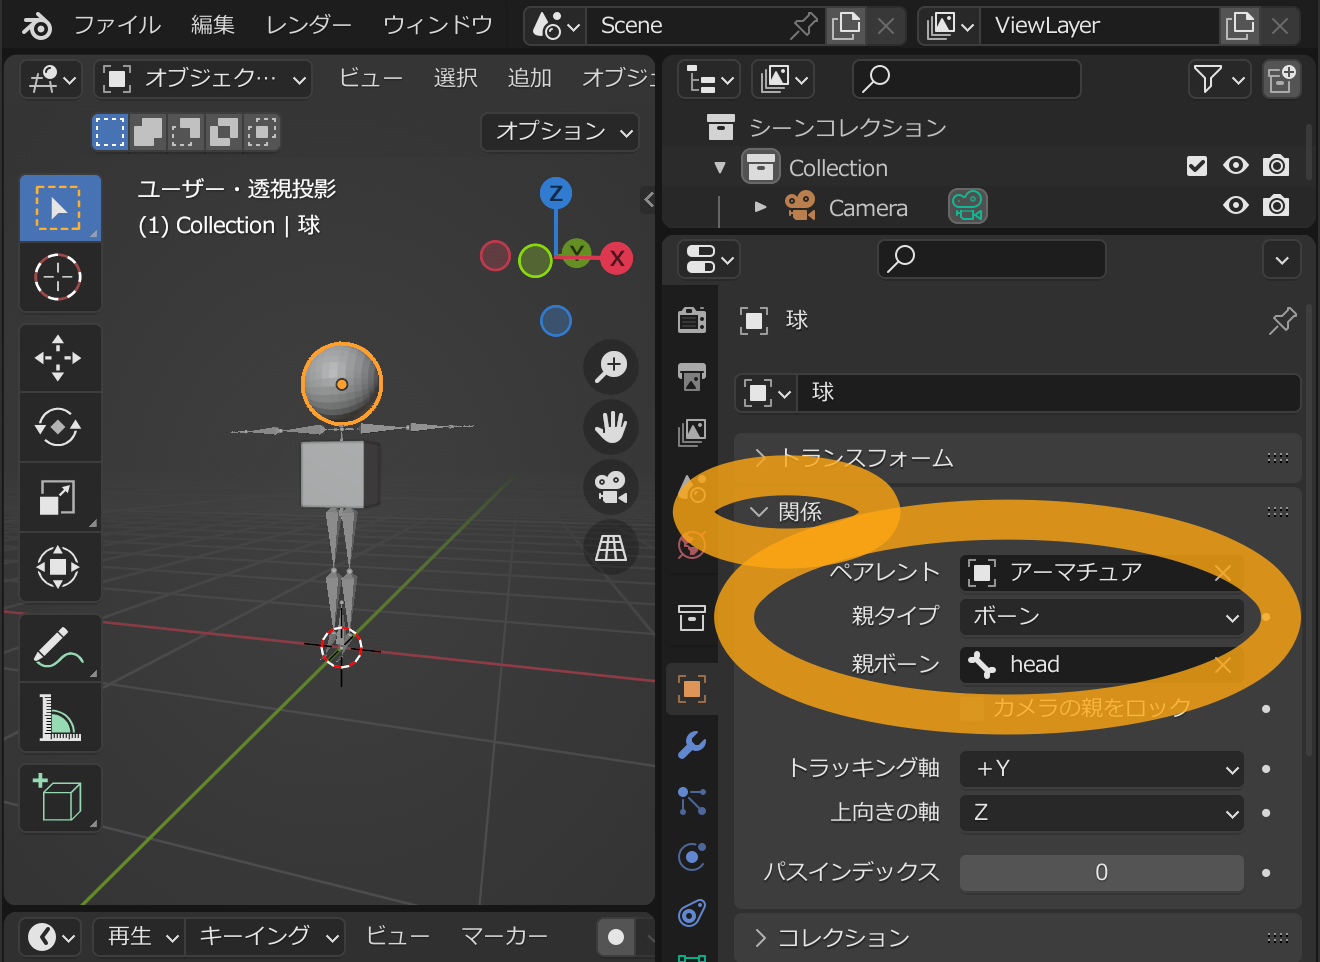 ファイル 編集 レンダー ウィンドウ Scene ViewLayer
オブジェク… ビュー 選択 追加 オブジェ
オプション
ユーザー・透視投影
(1) Collection | 球
Z
Y
X
再生 キーイング ビュー マーカー
シーンコレクション
Collection
Camera
球
球
トランスフォーム
関係
ペアレント アーマチュア
親タイプ ボーン
親ボーン head
カメラの親をロック
トラッキング軸 +Y
上向きの軸 Z
パスインデックス 0
コレクション